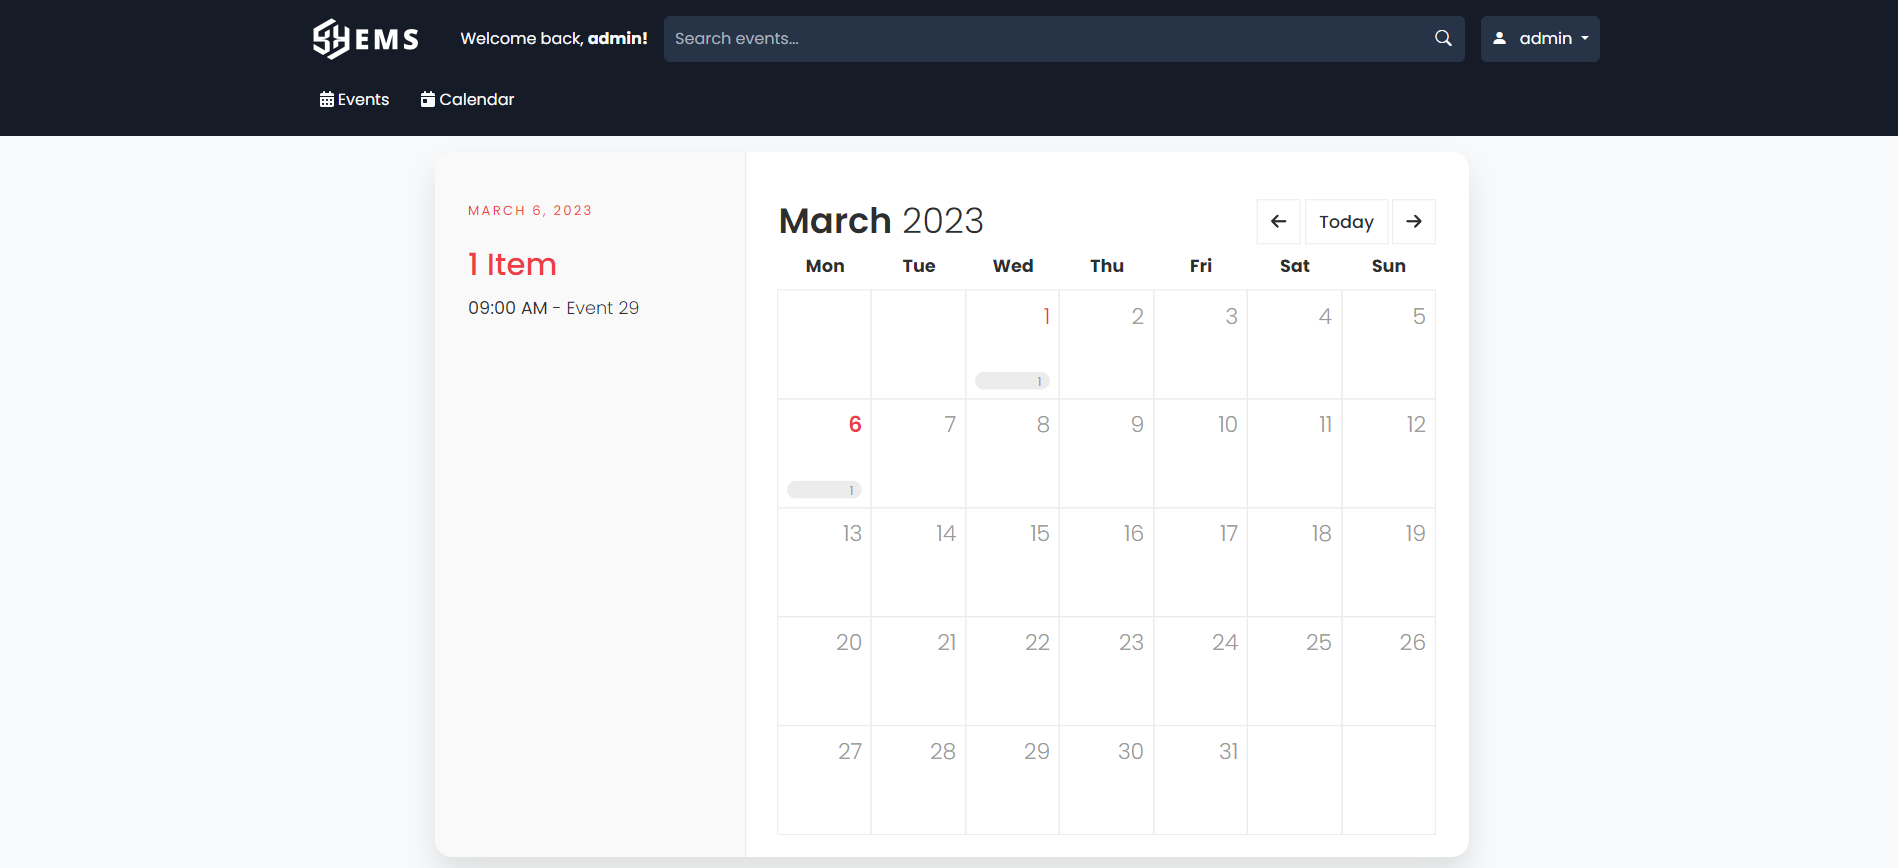 EMS
Welcome back, admin!
Search events...
admin
Events
Calendar
MARCH 6, 2023
1 Item
09:00 AM - Event 29
March 2023
Today
Mon Tue Wed Thu Fri Sat Sun
1 2 3 4 5
1
6 7 8 9 10 11 12
1
13 14 15 16 17 18 19
20 21 22 23 24 25 26
27 28 29 30 31